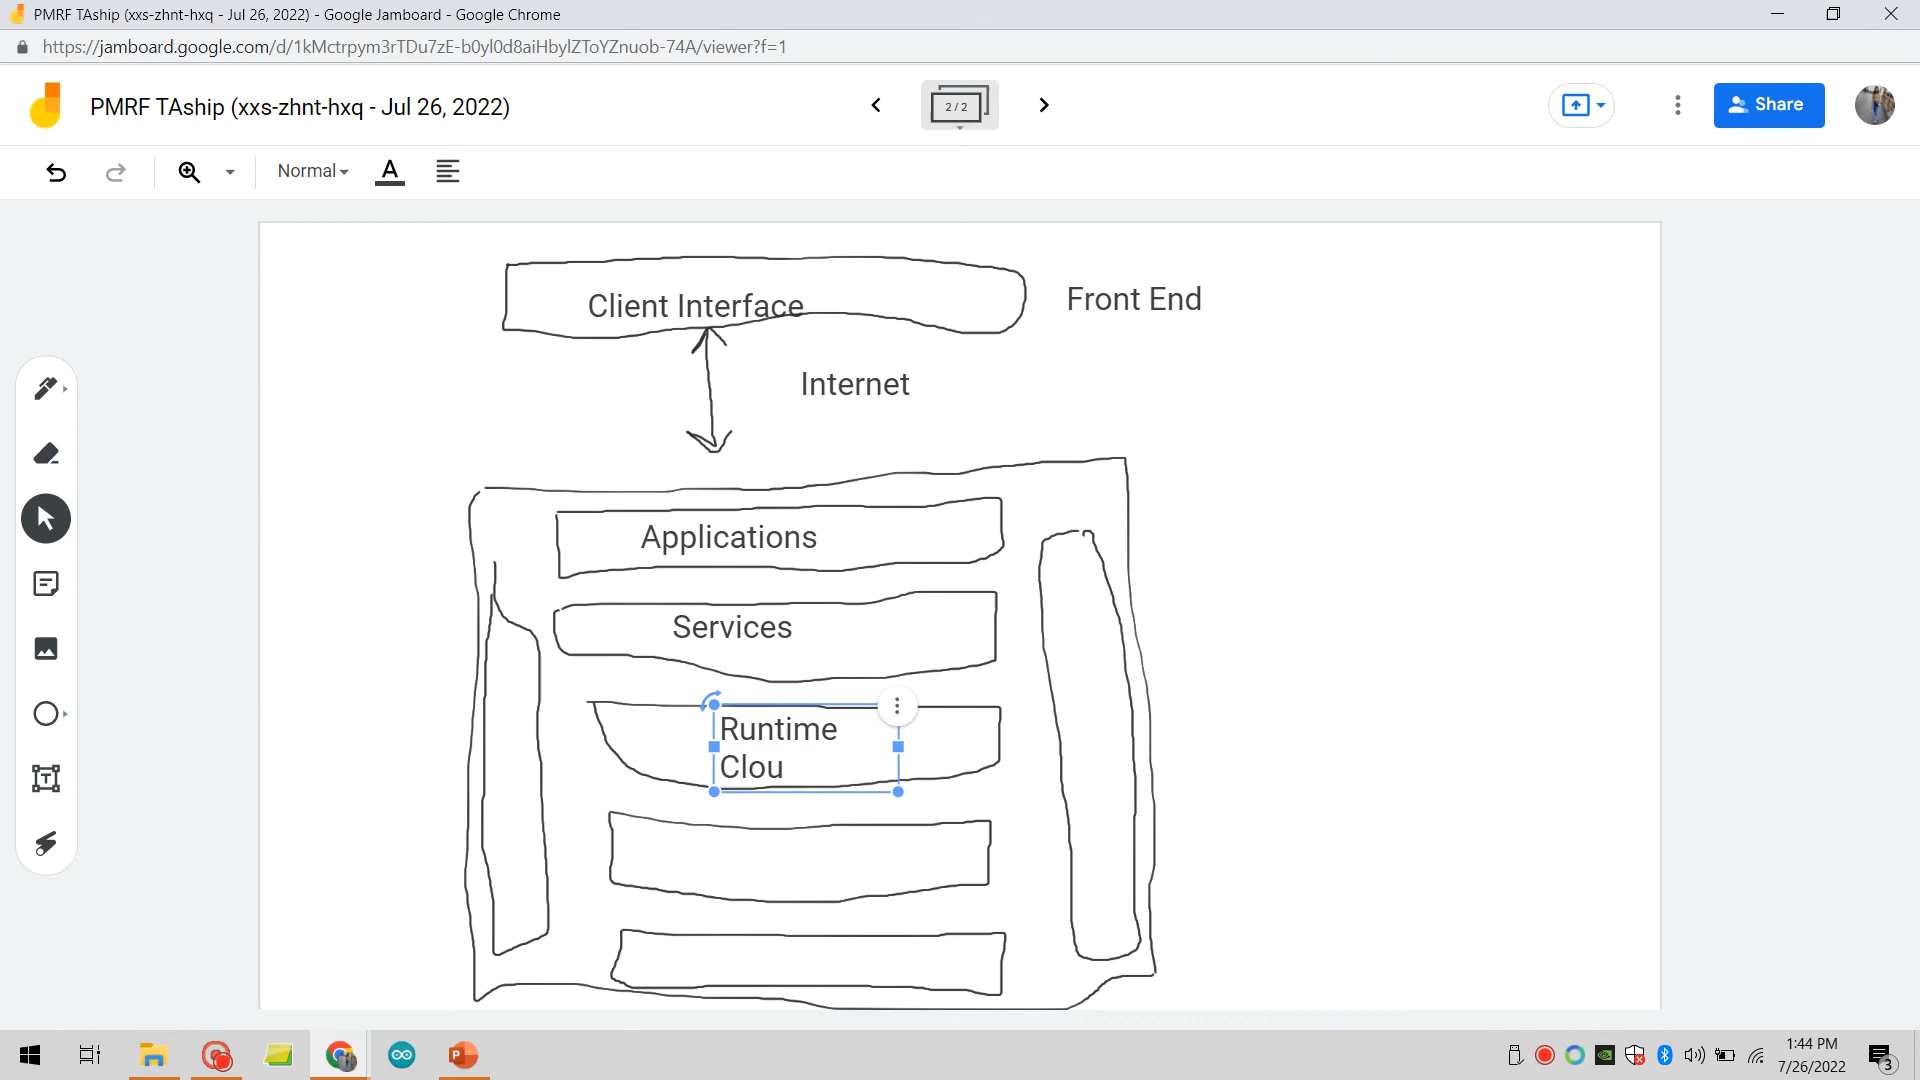 PMRF TAship (xxs-zhnt-hxq - Jul 26, 2022) - Google Jamboard - Google Chrome
https://jamboard.google.com/d/1kMctrpym3rTDu7zE-b0yl0d8aiHbylZToYZnuob-74A/viewer?f=1
PMRF TAship (xxs-zhnt-hxq - Jul 26, 2022)
2 / 2
Share
Normal
A
Client Interface
Front End
Internet
Applications
Services
Runtime
Clou
1:44 PM
7/26/2022
3